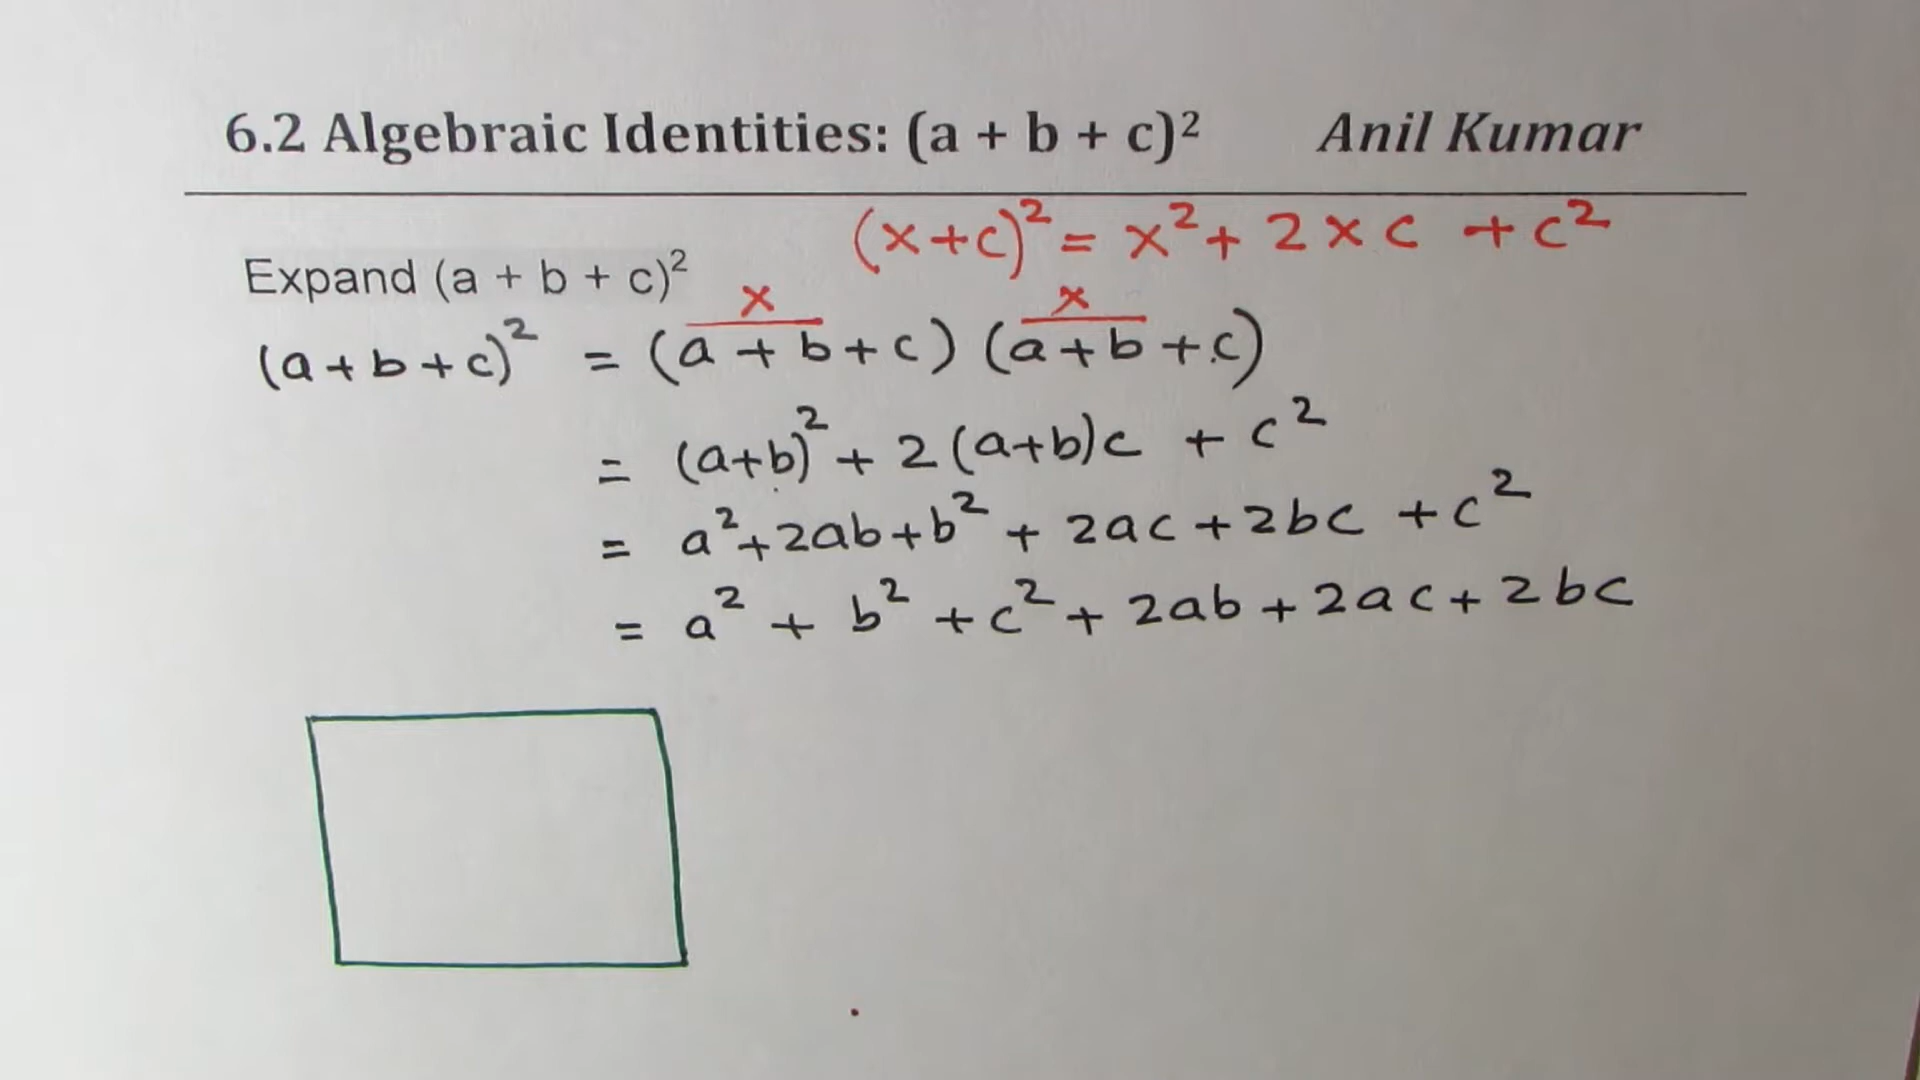 6.2 Algebraic Identities: (a + b + c)² Anil Kumar
(x+c)² = x² + 2xc + c²
Expand (a + b + c)²
x x
(a+b+c)² = (a+b+c)(a+b+c)
= (a+b)² + 2(a+b)c + c²
= a²+2ab+b² + 2ac+2bc +c²
= a² + b² + c² + 2ab + 2ac + 2bc